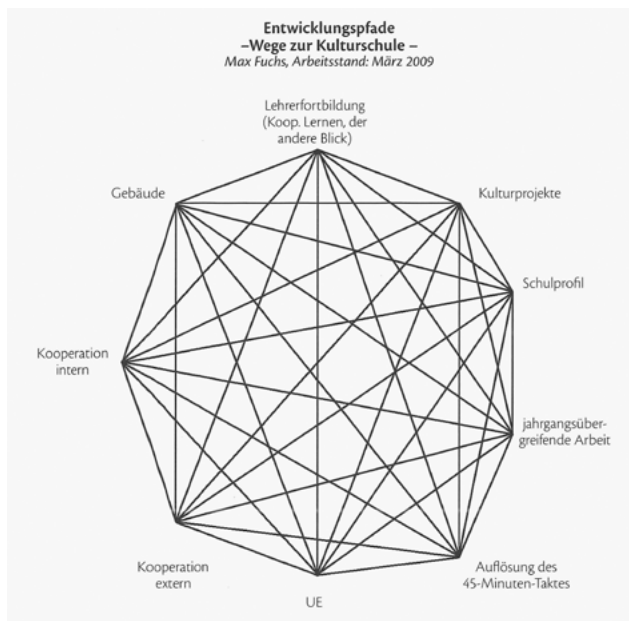 Entwicklungspfade
–Wege zur Kulturschule –
Max Fuchs, Arbeitsstand: März 2009
Lehrerfortbildung
(Koop. Lernen, der
andere Blick)
Gebäude
Kulturprojekte
Schulprofil
Kooperation
intern
jahrgangsüber-
greifende Arbeit
Kooperation
extern
Auflösung des
45-Minuten-Taktes
UE